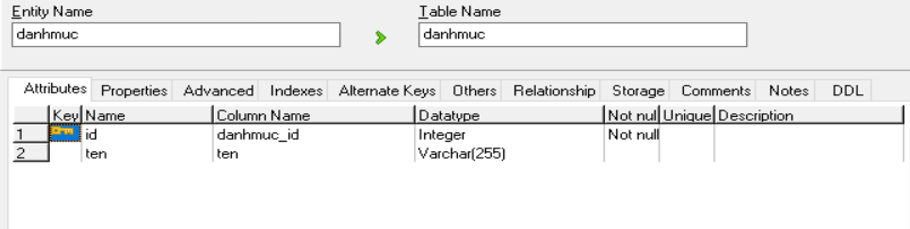 Entity Name Table Name
danhmuc danhmuc
Attributes Properties Advanced Indexes Alternate Keys Others Relationship Storage Comments Notes DDL
Key Name Column Name Datatype Not nul Unique Description
1 id danhmuc_id Integer Not null
2 ten ten Varchar(255)